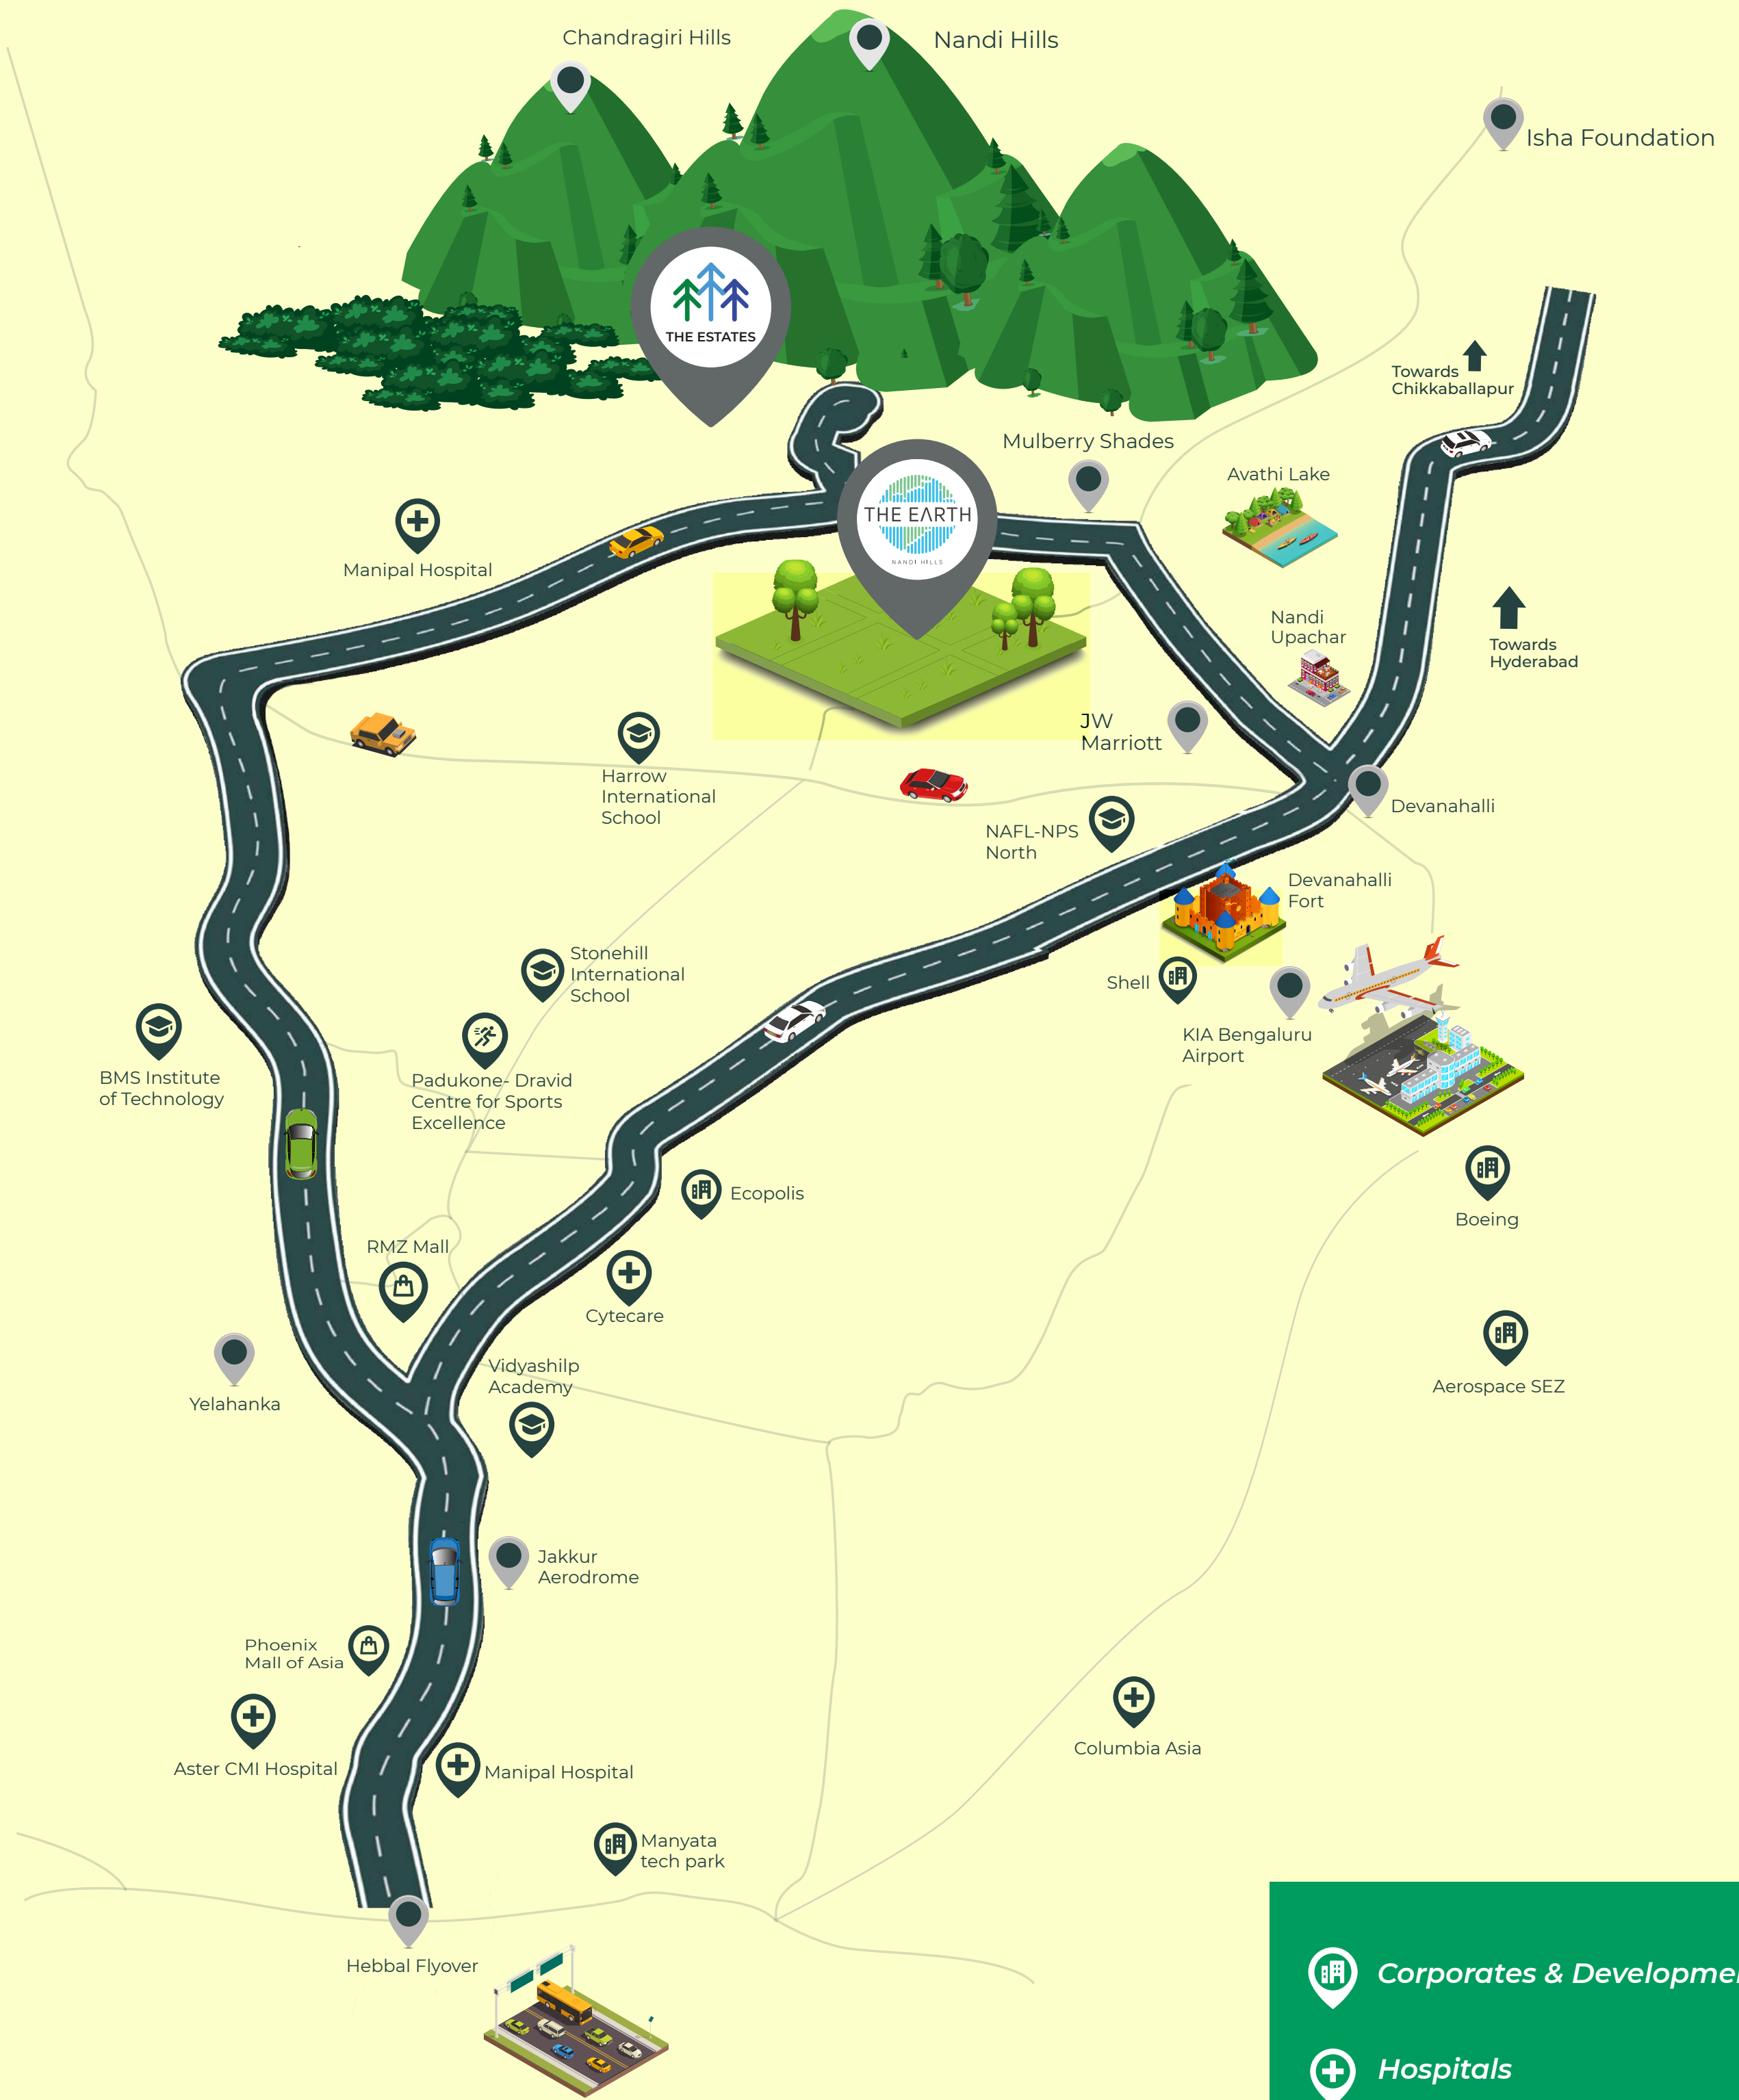 Chandragiri Hills
Nandi Hills
Isha Foundation
THE ESTATES
Towards
Chikkaballapur
Mulberry Shades
Avathi Lake
THE EARTH
NANDI HILLS
Manipal Hospital
Nandi
Upachar
Towards
Hyderabad
JW
Marriott
Harrow
International
School
Devanahalli
NAFL-NPS
North
Devanahalli
Fort
Stonehill
International
School
Shell
KIA Bengaluru
Airport
BMS Institute
of Technology
Padukone- Dravid
Centre for Sports
Excellence
Ecopolis
Boeing
RMZ Mall
Cytecare
Vidyashilp
Academy
Yelahanka
Aerospace SEZ
Jakkur
Aerodrome
Phoenix
Mall of Asia
Aster CMI Hospital
Manipal Hospital
Columbia Asia
Manyata
tech park
Hebbal Flyover
Corporates & Developme
Hospitals